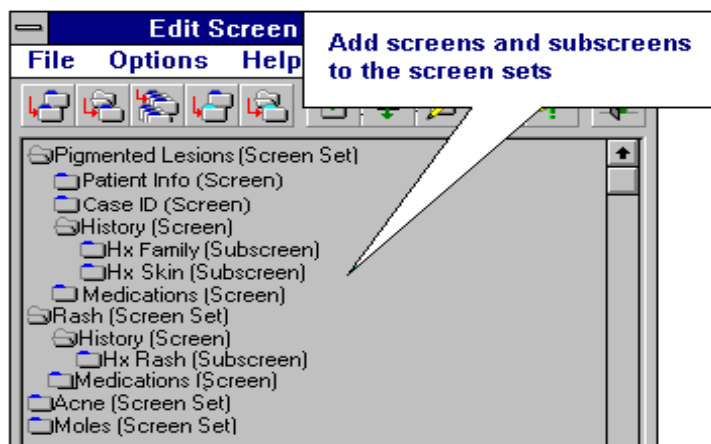 Edit Screen
File Options Help
Add screens and subscreens
to the screen sets
Pigmented Lesions (Screen Set)
Patient Info (Screen)
Case ID (Screen)
History (Screen)
Hx Family (Subscreen)
Hx Skin (Subscreen)
Medications (Screen)
Rash (Screen Set)
History (Screen)
Hx Rash (Subscreen)
Medications (Screen)
Acne (Screen Set)
Moles (Screen Set)